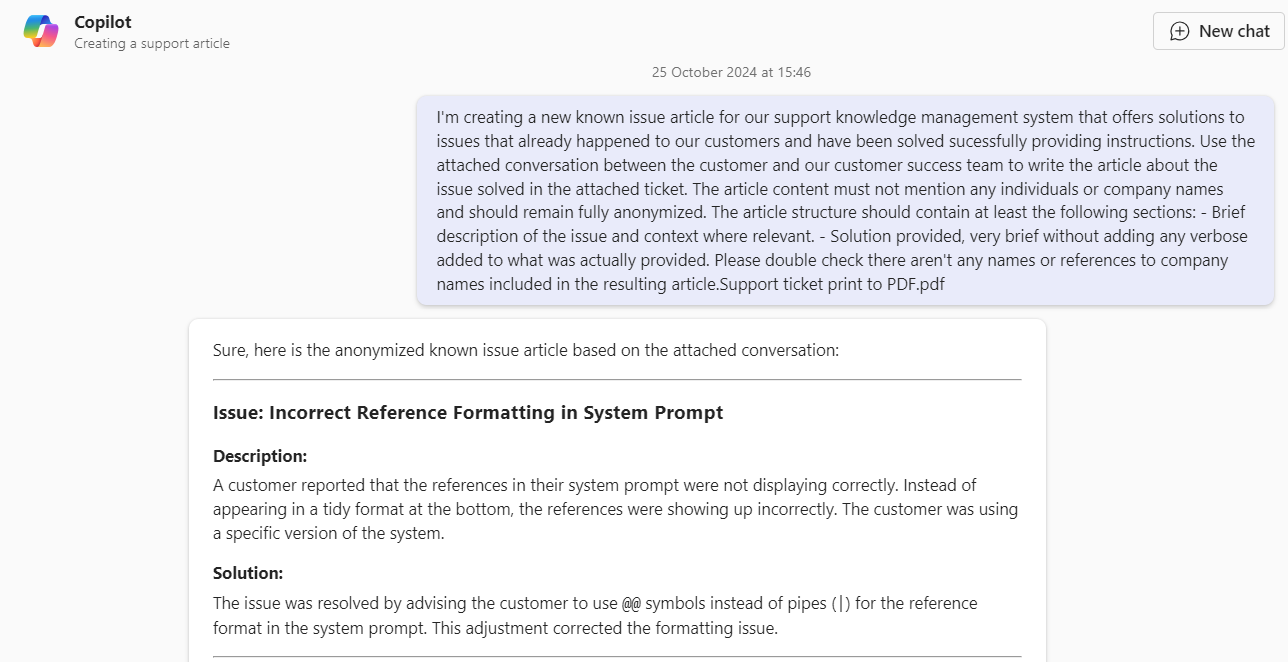 Copilot
Creating a support article
New chat
25 October 2024 at 15:46
I'm creating a new known issue article for our support knowledge management system that offers solutions to
issues that already happened to our customers and have been solved sucessfully providing instructions. Use the
attached conversation between the customer and our customer success team to write the article about the
issue solved in the attached ticket. The article content must not mention any individuals or company names
and should remain fully anonymized. The article structure should contain at least the following sections: - Brief
description of the issue and context where relevant. - Solution provided, very brief without adding any verbose
added to what was actually provided. Please double check there aren't any names or references to company
names included in the resulting article.Support ticket print to PDF.pdf
Sure, here is the anonymized known issue article based on the attached conversation:
Issue: Incorrect Reference Formatting in System Prompt
Description:
A customer reported that the references in their system prompt were not displaying correctly. Instead of
appearing in a tidy format at the bottom, the references were showing up incorrectly. The customer was using
a specific version of the system.
Solution:
The issue was resolved by advising the customer to use @@ symbols instead of pipes (|) for the reference
format in the system prompt. This adjustment corrected the formatting issue.